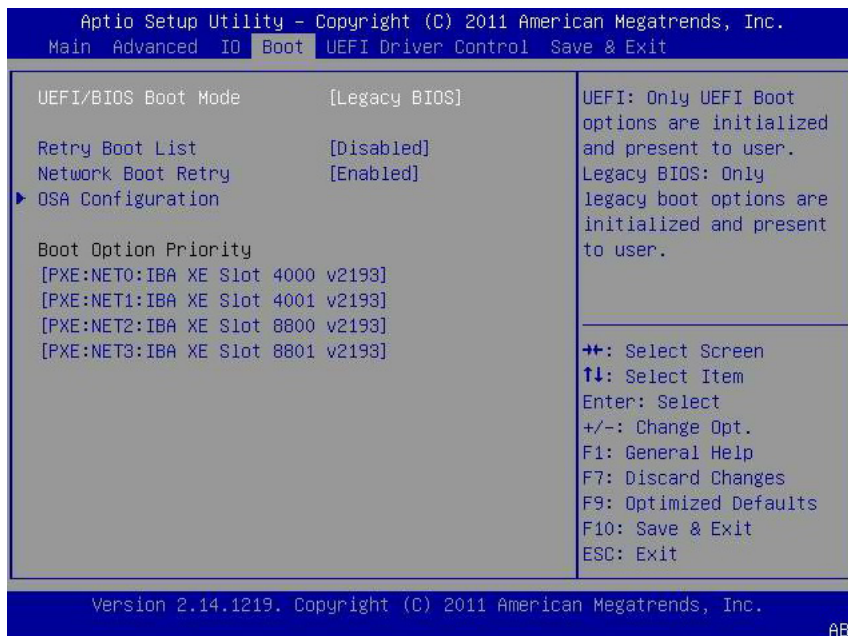 Aptio Setup Utility – Copyright (C) 2011 American Megatrends, Inc.
Main Advanced IO Boot UEFI Driver Control Save & Exit
UEFI/BIOS Boot Mode [Legacy BIOS]
Retry Boot List [Disabled]
Network Boot Retry [Enabled]
▶ OSA Configuration
Boot Option Priority
[PXE:NET0:IBA XE Slot 4000 v2193]
[PXE:NET1:IBA XE Slot 4001 v2193]
[PXE:NET2:IBA XE Slot 8800 v2193]
[PXE:NET3:IBA XE Slot 8801 v2193]
UEFI: Only UEFI Boot
options are initialized
and present to user.
Legacy BIOS: Only
legacy boot options are
initialized and present
to user.
→←: Select Screen
↑↓: Select Item
Enter: Select
+/-: Change Opt.
F1: General Help
F7: Discard Changes
F9: Optimized Defaults
F10: Save & Exit
ESC: Exit
Version 2.14.1219. Copyright (C) 2011 American Megatrends, Inc.
AB